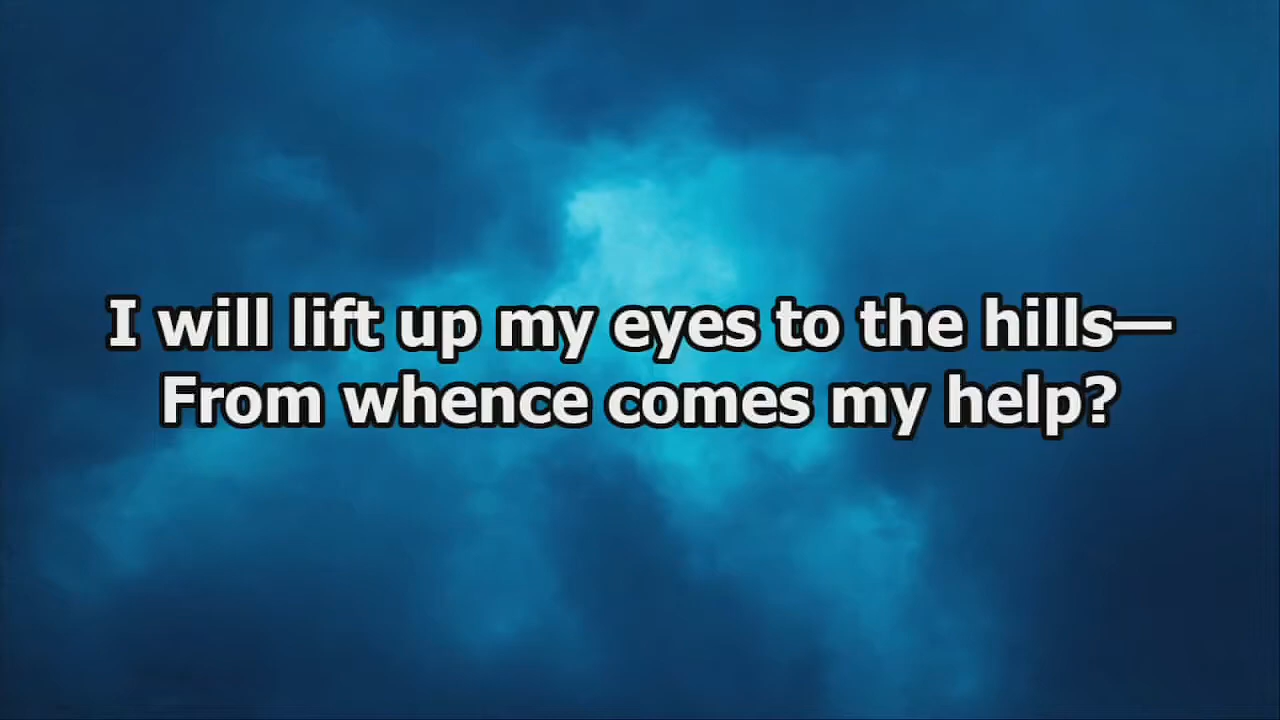 I will lift up my eyes to the hills—
From whence comes my help?